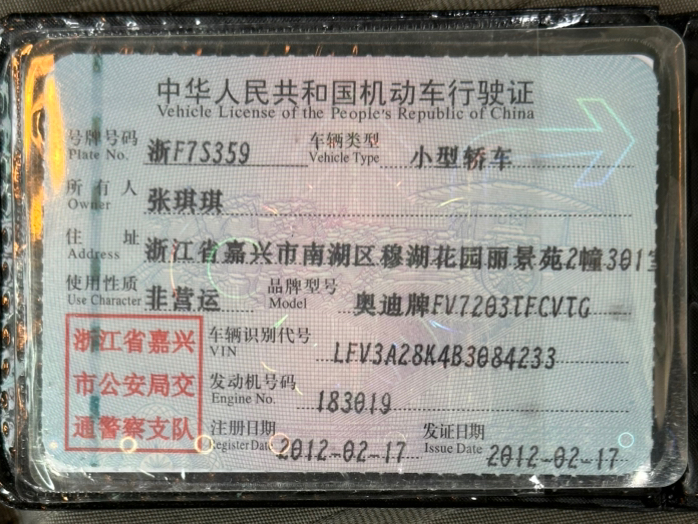 中华人民共和国机动车行驶证
Vehicle License of the People's Republic of China
号牌号码 浙F7S359 车辆类型 小型轿车
Plate No. Vehicle Type
所有人 张琪琪
Owner
住址 浙江省嘉兴市南湖区穆湖花园丽景苑2幢301室
Address
使用性质 非营运 品牌型号 奥迪牌FV7203TFCVTG
Use Character Model
浙江省嘉兴
市公安局交
通警察支队
车辆识别代号 LFV3A28K4B3084233
VIN
发动机号码 183019
Engine No.
注册日期 2012-02-17 发证日期 2012-02-17
Register Date Issue Date